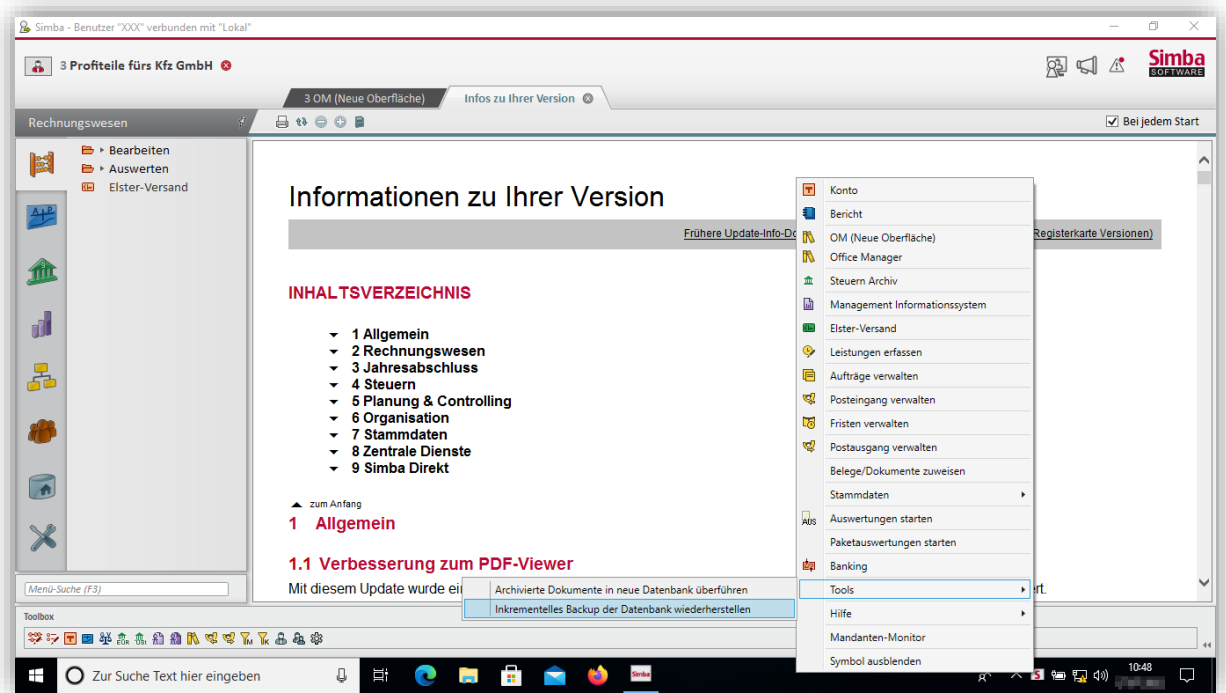 Simba - Benutzer "XXX" verbunden mit "Lokal"
3 Profiteile fürs Kfz GmbH
Simba
SOFTWARE
3 OM (Neue Oberfläche)
Infos zu Ihrer Version
Rechnungswesen
Bei jedem Start
Bearbeiten
Auswerten
Elster-Versand
Informationen zu Ihrer Version
Frühere Update-Info-Do
Registerkarte Versionen)
INHALTSVERZEICHNIS
1 Allgemein
2 Rechnungswesen
3 Jahresabschluss
4 Steuern
5 Planung & Controlling
6 Organisation
7 Stammdaten
8 Zentrale Dienste
9 Simba Direkt
zum Anfang
1 Allgemein
1.1 Verbesserung zum PDF-Viewer
Mit diesem Update wurde ei
rt.
Konto
Bericht
OM (Neue Oberfläche)
Office Manager
Steuern Archiv
Management Informationssystem
Elster-Versand
Leistungen erfassen
Aufträge verwalten
Posteingang verwalten
Fristen verwalten
Postausgang verwalten
Belege/Dokumente zuweisen
Stammdaten
AUS Auswertungen starten
Paketauswertungen starten
Banking
Tools
Hilfe
Mandanten-Monitor
Symbol ausblenden
Archivierte Dokumente in neue Datenbank überführen
Inkrementelles Backup der Datenbank wiederherstellen
Menü-Suche (F3)
Toolbox
Zur Suche Text hier eingeben
Simba
10:48